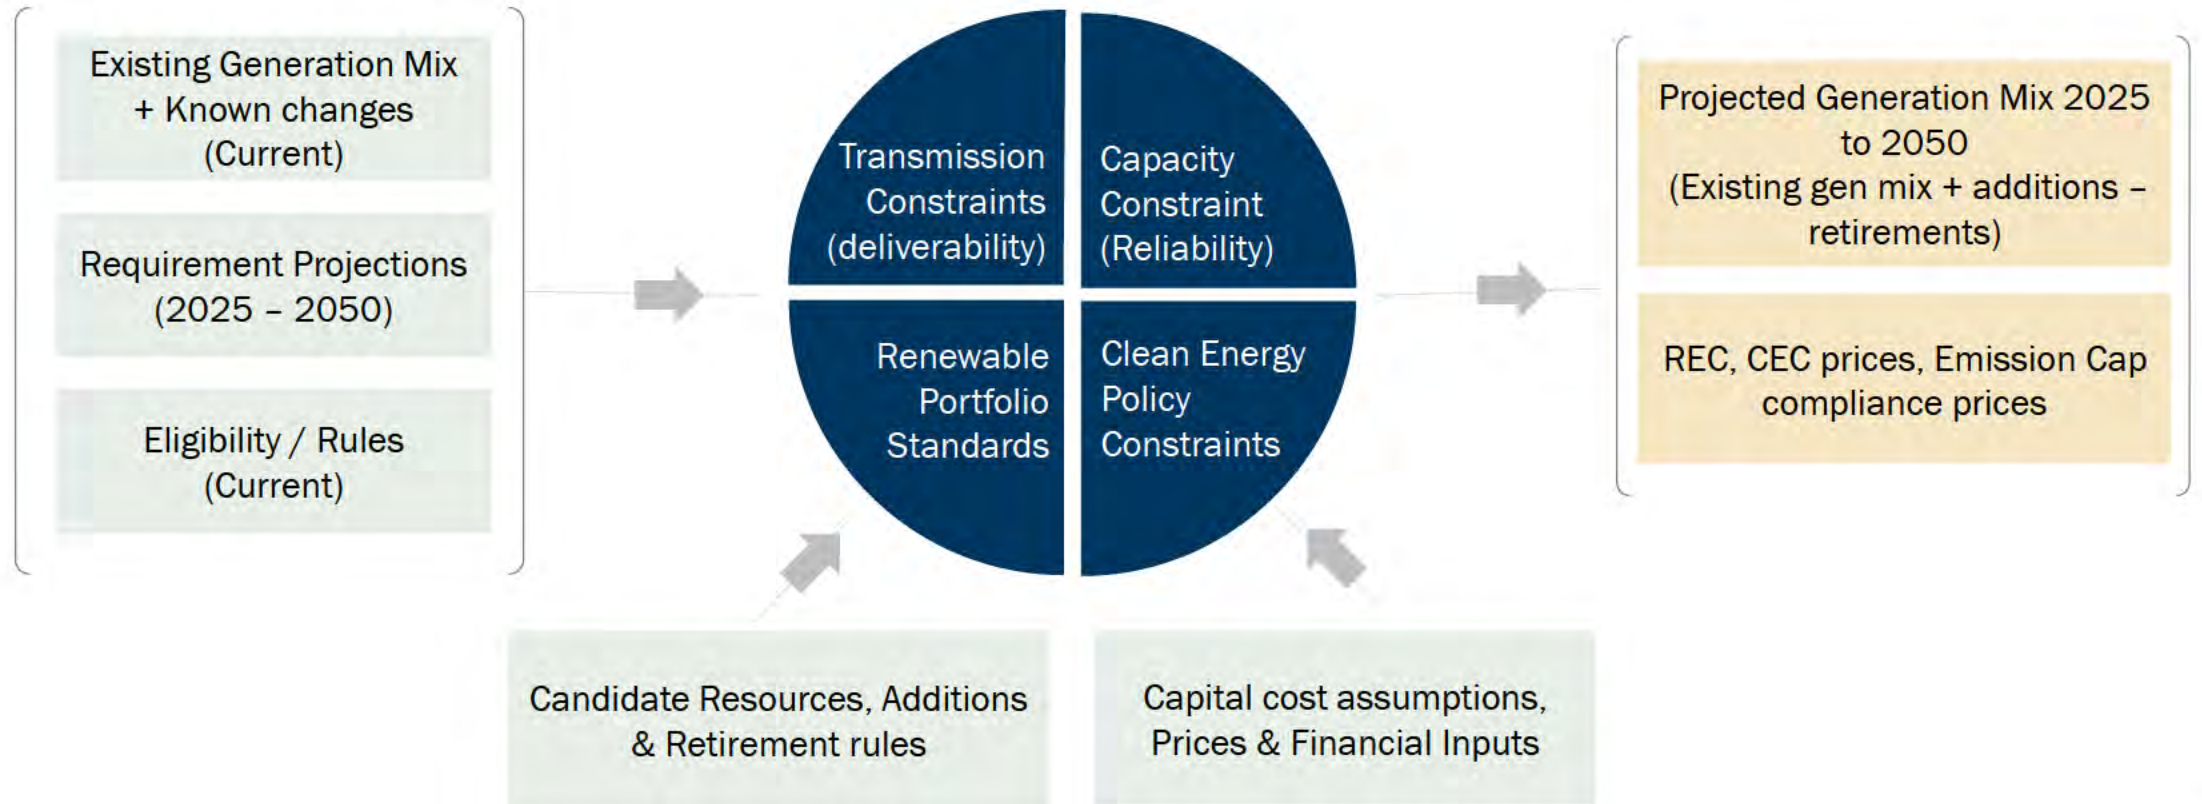 Existing Generation Mix
+ Known changes
(Current)
Requirement Projections
(2025 – 2050)
Eligibility / Rules
(Current)
Transmission
Constraints
(deliverability)
Capacity
Constraint
(Reliability)
Renewable
Portfolio
Standards
Clean Energy
Policy
Constraints
Candidate Resources, Additions
& Retirement rules
Capital cost assumptions,
Prices & Financial Inputs
Projected Generation Mix 2025
to 2050
(Existing gen mix + additions –
retirements)
REC, CEC prices, Emission Cap
compliance prices